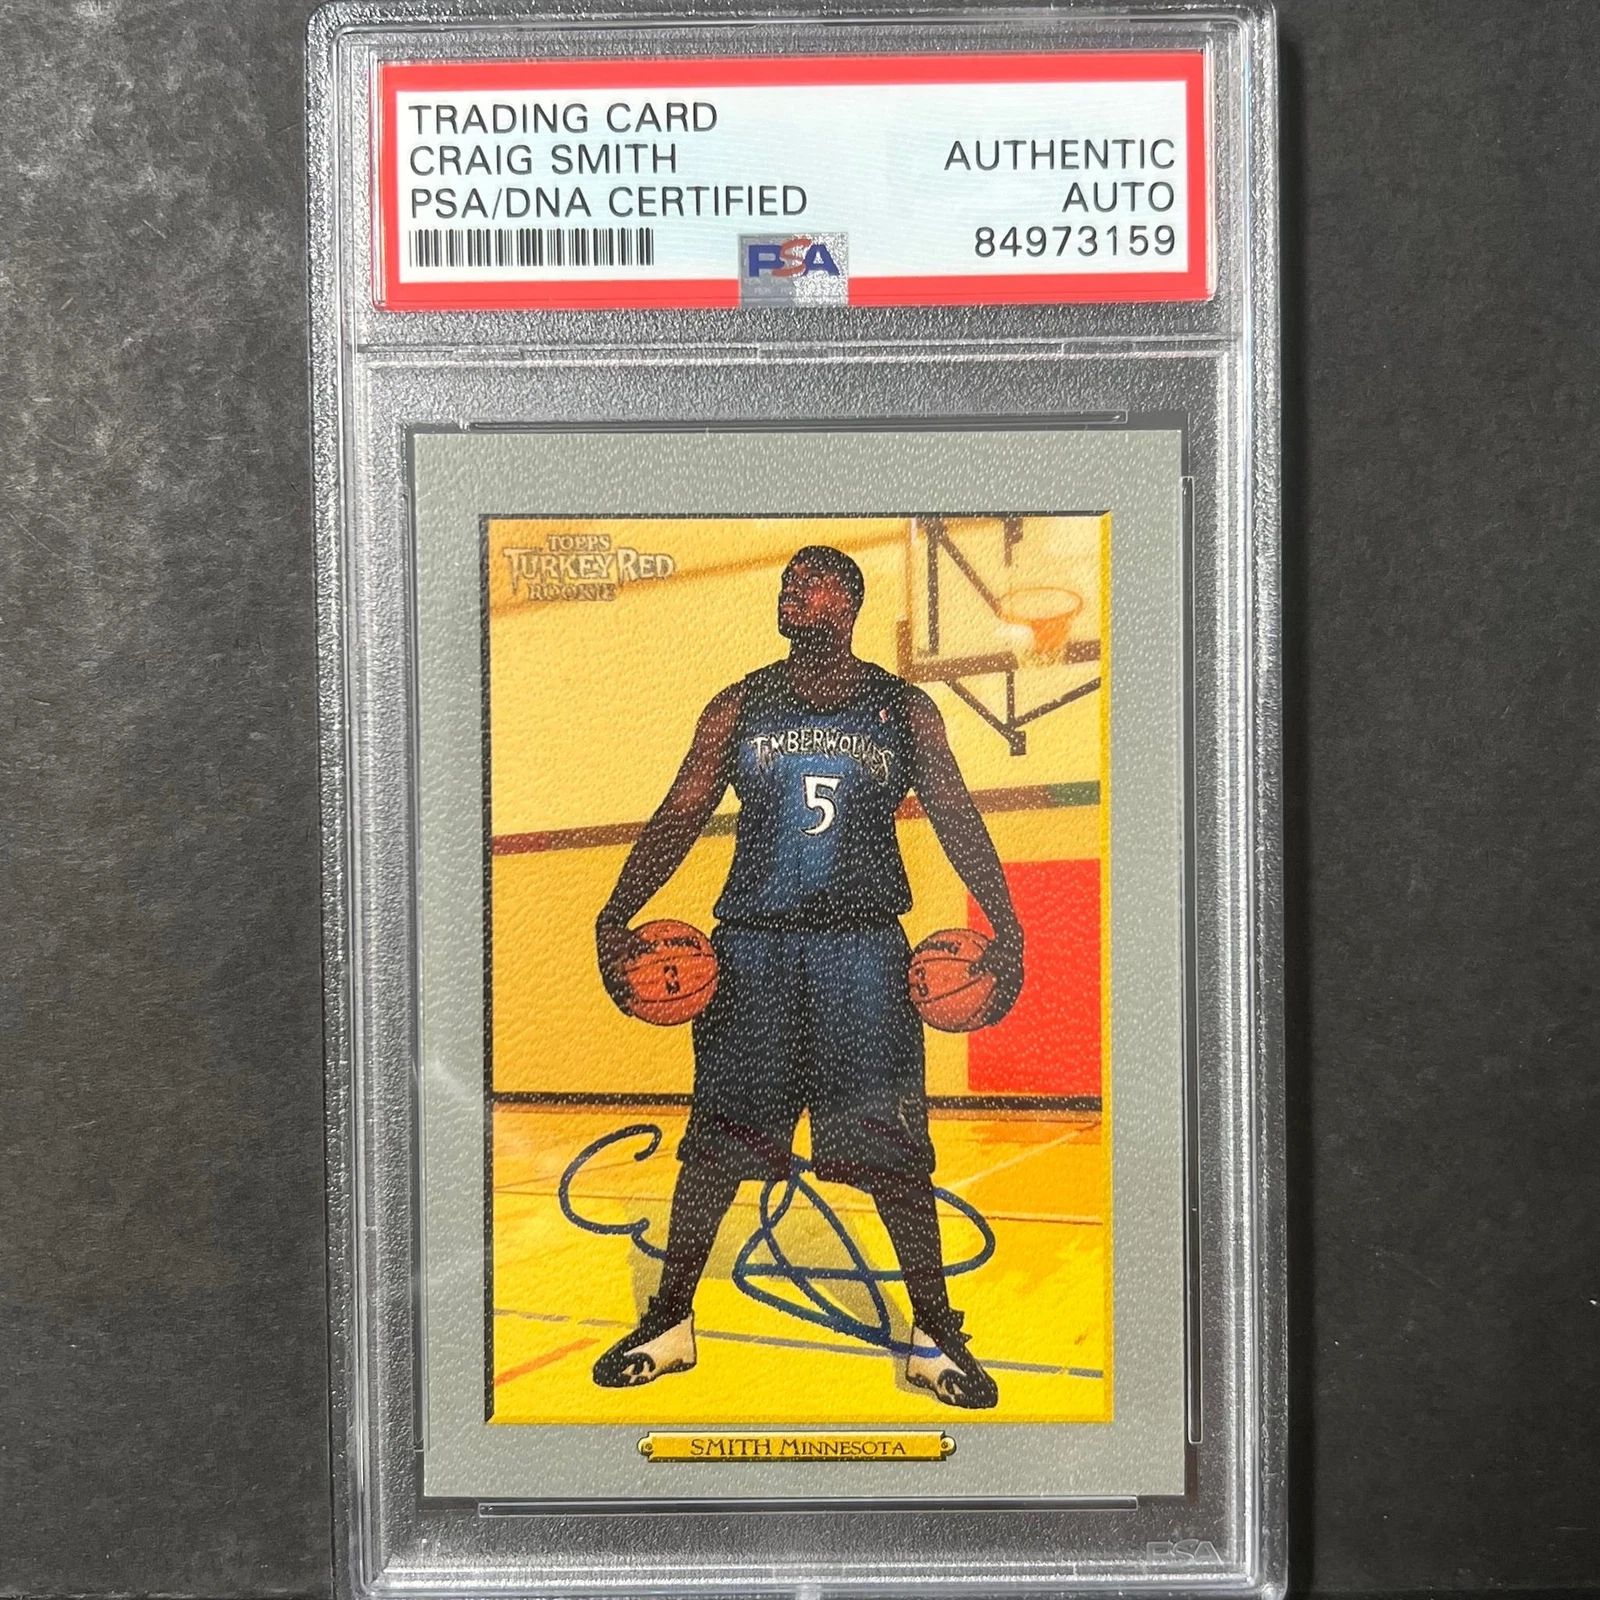 TRADING CARD
CRAIG SMITH
PSA/DNA CERTIFIED
AUTHENTIC
AUTO
84973159
PSA
TOPPS
TURKEY RED
ROOKIE
TIMBERWOLVES
5
SMITH MINNESOTA
PSA